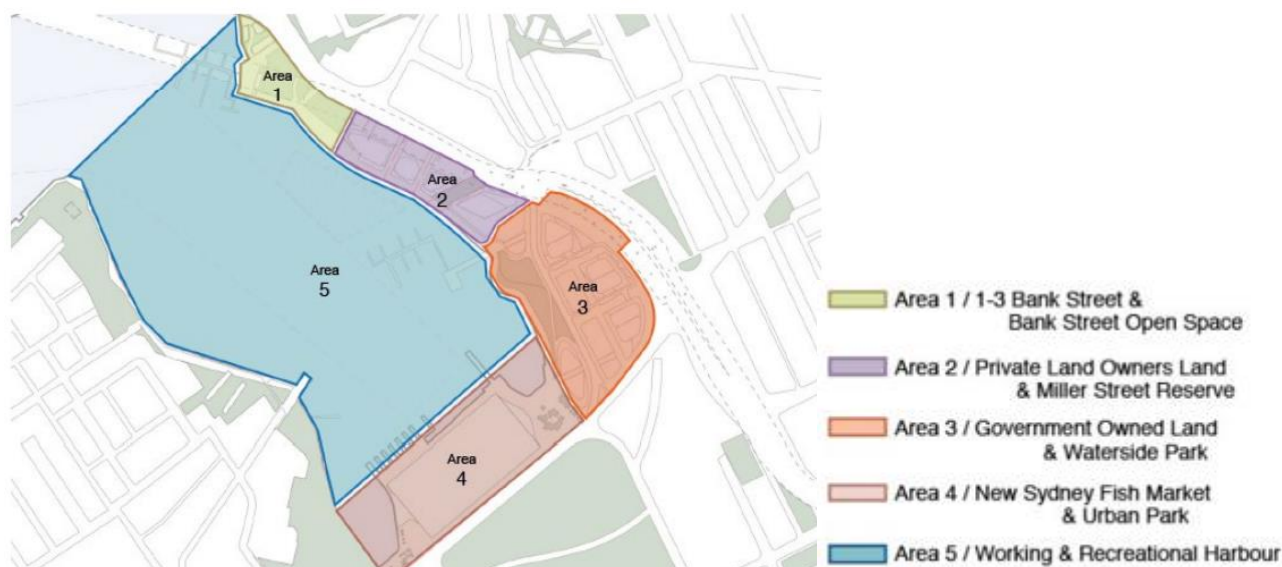 Area
1
Area
2
Area
3
Area
4
Area
5
Area 1 / 1-3 Bank Street &
Bank Street Open Space
Area 2 / Private Land Owners Land
& Miller Street Reserve
Area 3 / Government Owned Land
& Waterside Park
Area 4 / New Sydney Fish Market
& Urban Park
Area 5 / Working & Recreational Harbour